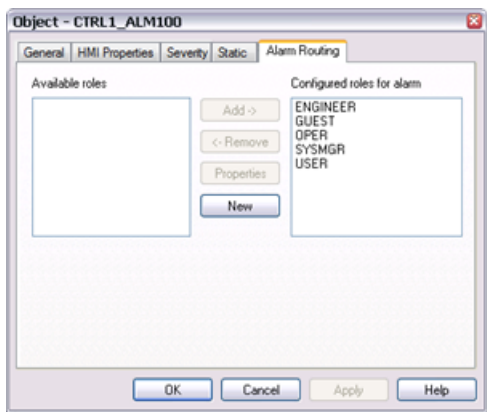 Object - CTRL1_ALM100
General HMI Properties Severity Static Alarm Routing
Available roles Configured roles for alarm
Add ->
<- Remove
Properties
New
ENGINEER
GUEST
OPER
SYSMGR
USER
OK Cancel Apply Help